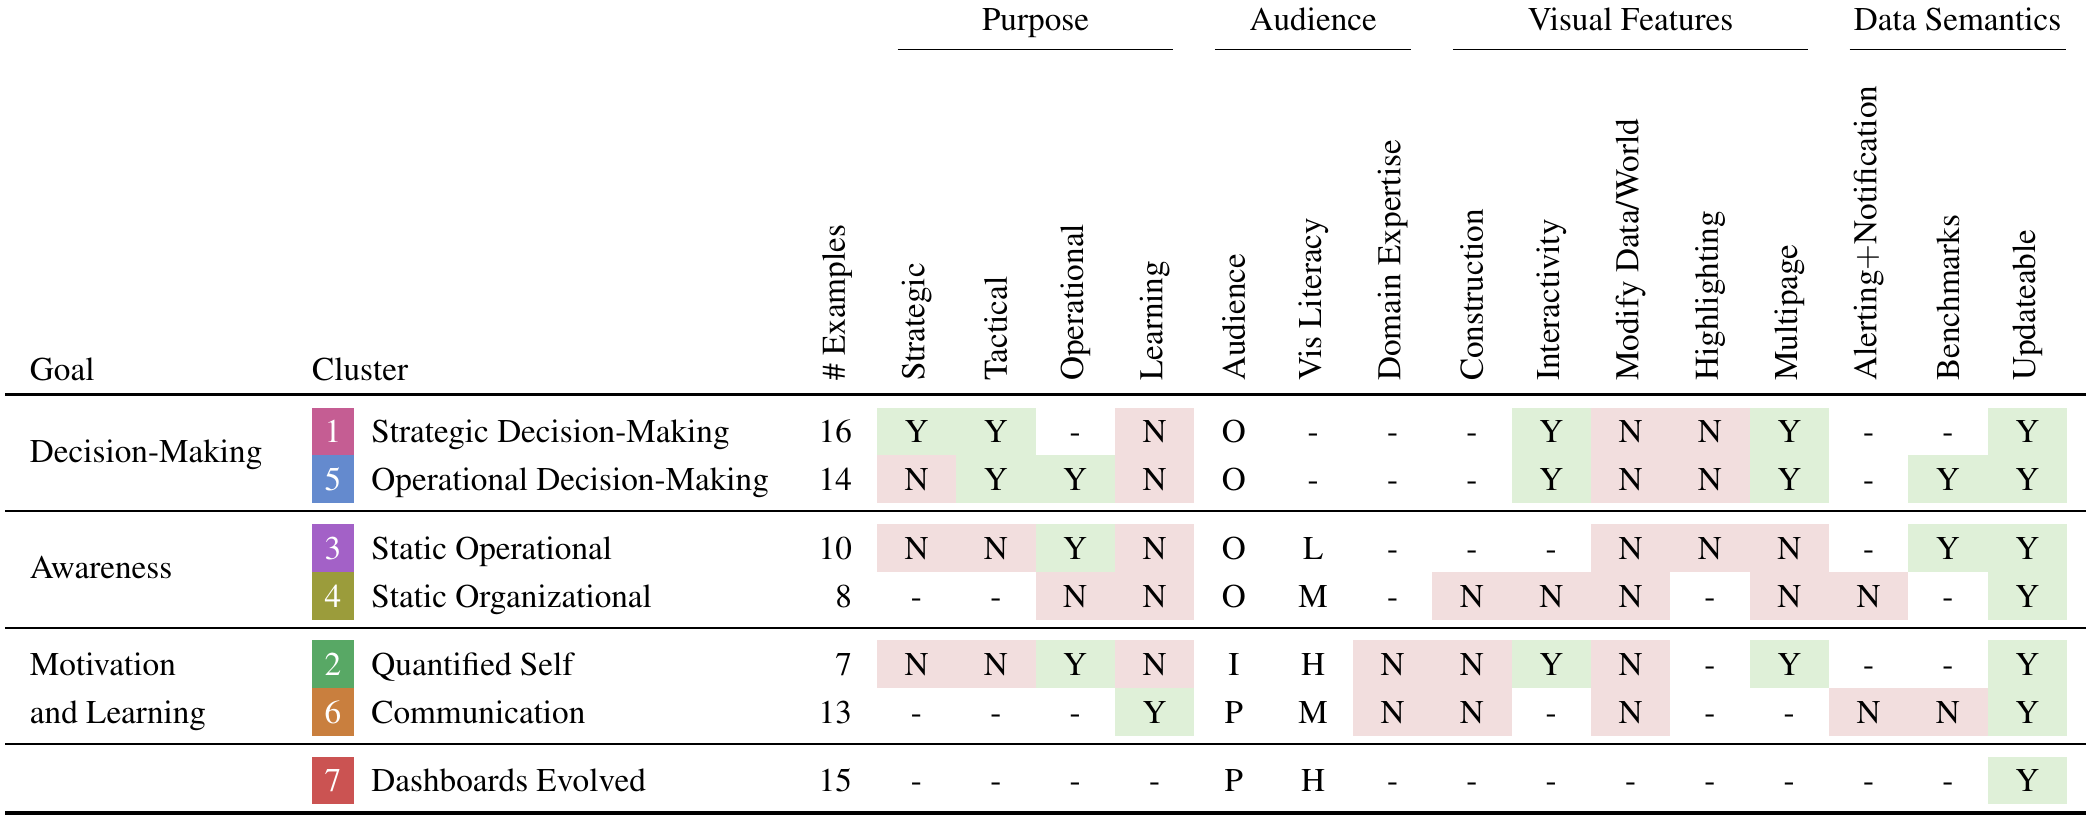 Purpose Audience Visual Features Data Semantics
Goal Cluster # Examples Strategic Tactical Operational Learning Audience Vis Literacy Domain Expertise Construction Interactivity Modify Data/World Highlighting Multipage Alerting+Notification Benchmarks Updateable
Decision-Making
1 Strategic Decision-Making 16 Y Y - N O - - - Y N N Y - - Y
5 Operational Decision-Making 14 N Y Y N O - - - Y N N Y - Y Y
Awareness
3 Static Operational 10 N N Y N O L - - - N N N - Y Y
4 Static Organizational 8 - - N N O M - N N N - N N - Y
Motivation
and Learning
2 Quantified Self 7 N N Y N I H N N Y N - Y - - Y
6 Communication 13 - - - Y P M N N - N - - N N Y
7 Dashboards Evolved 15 - - - - P H - - - - - - - - Y